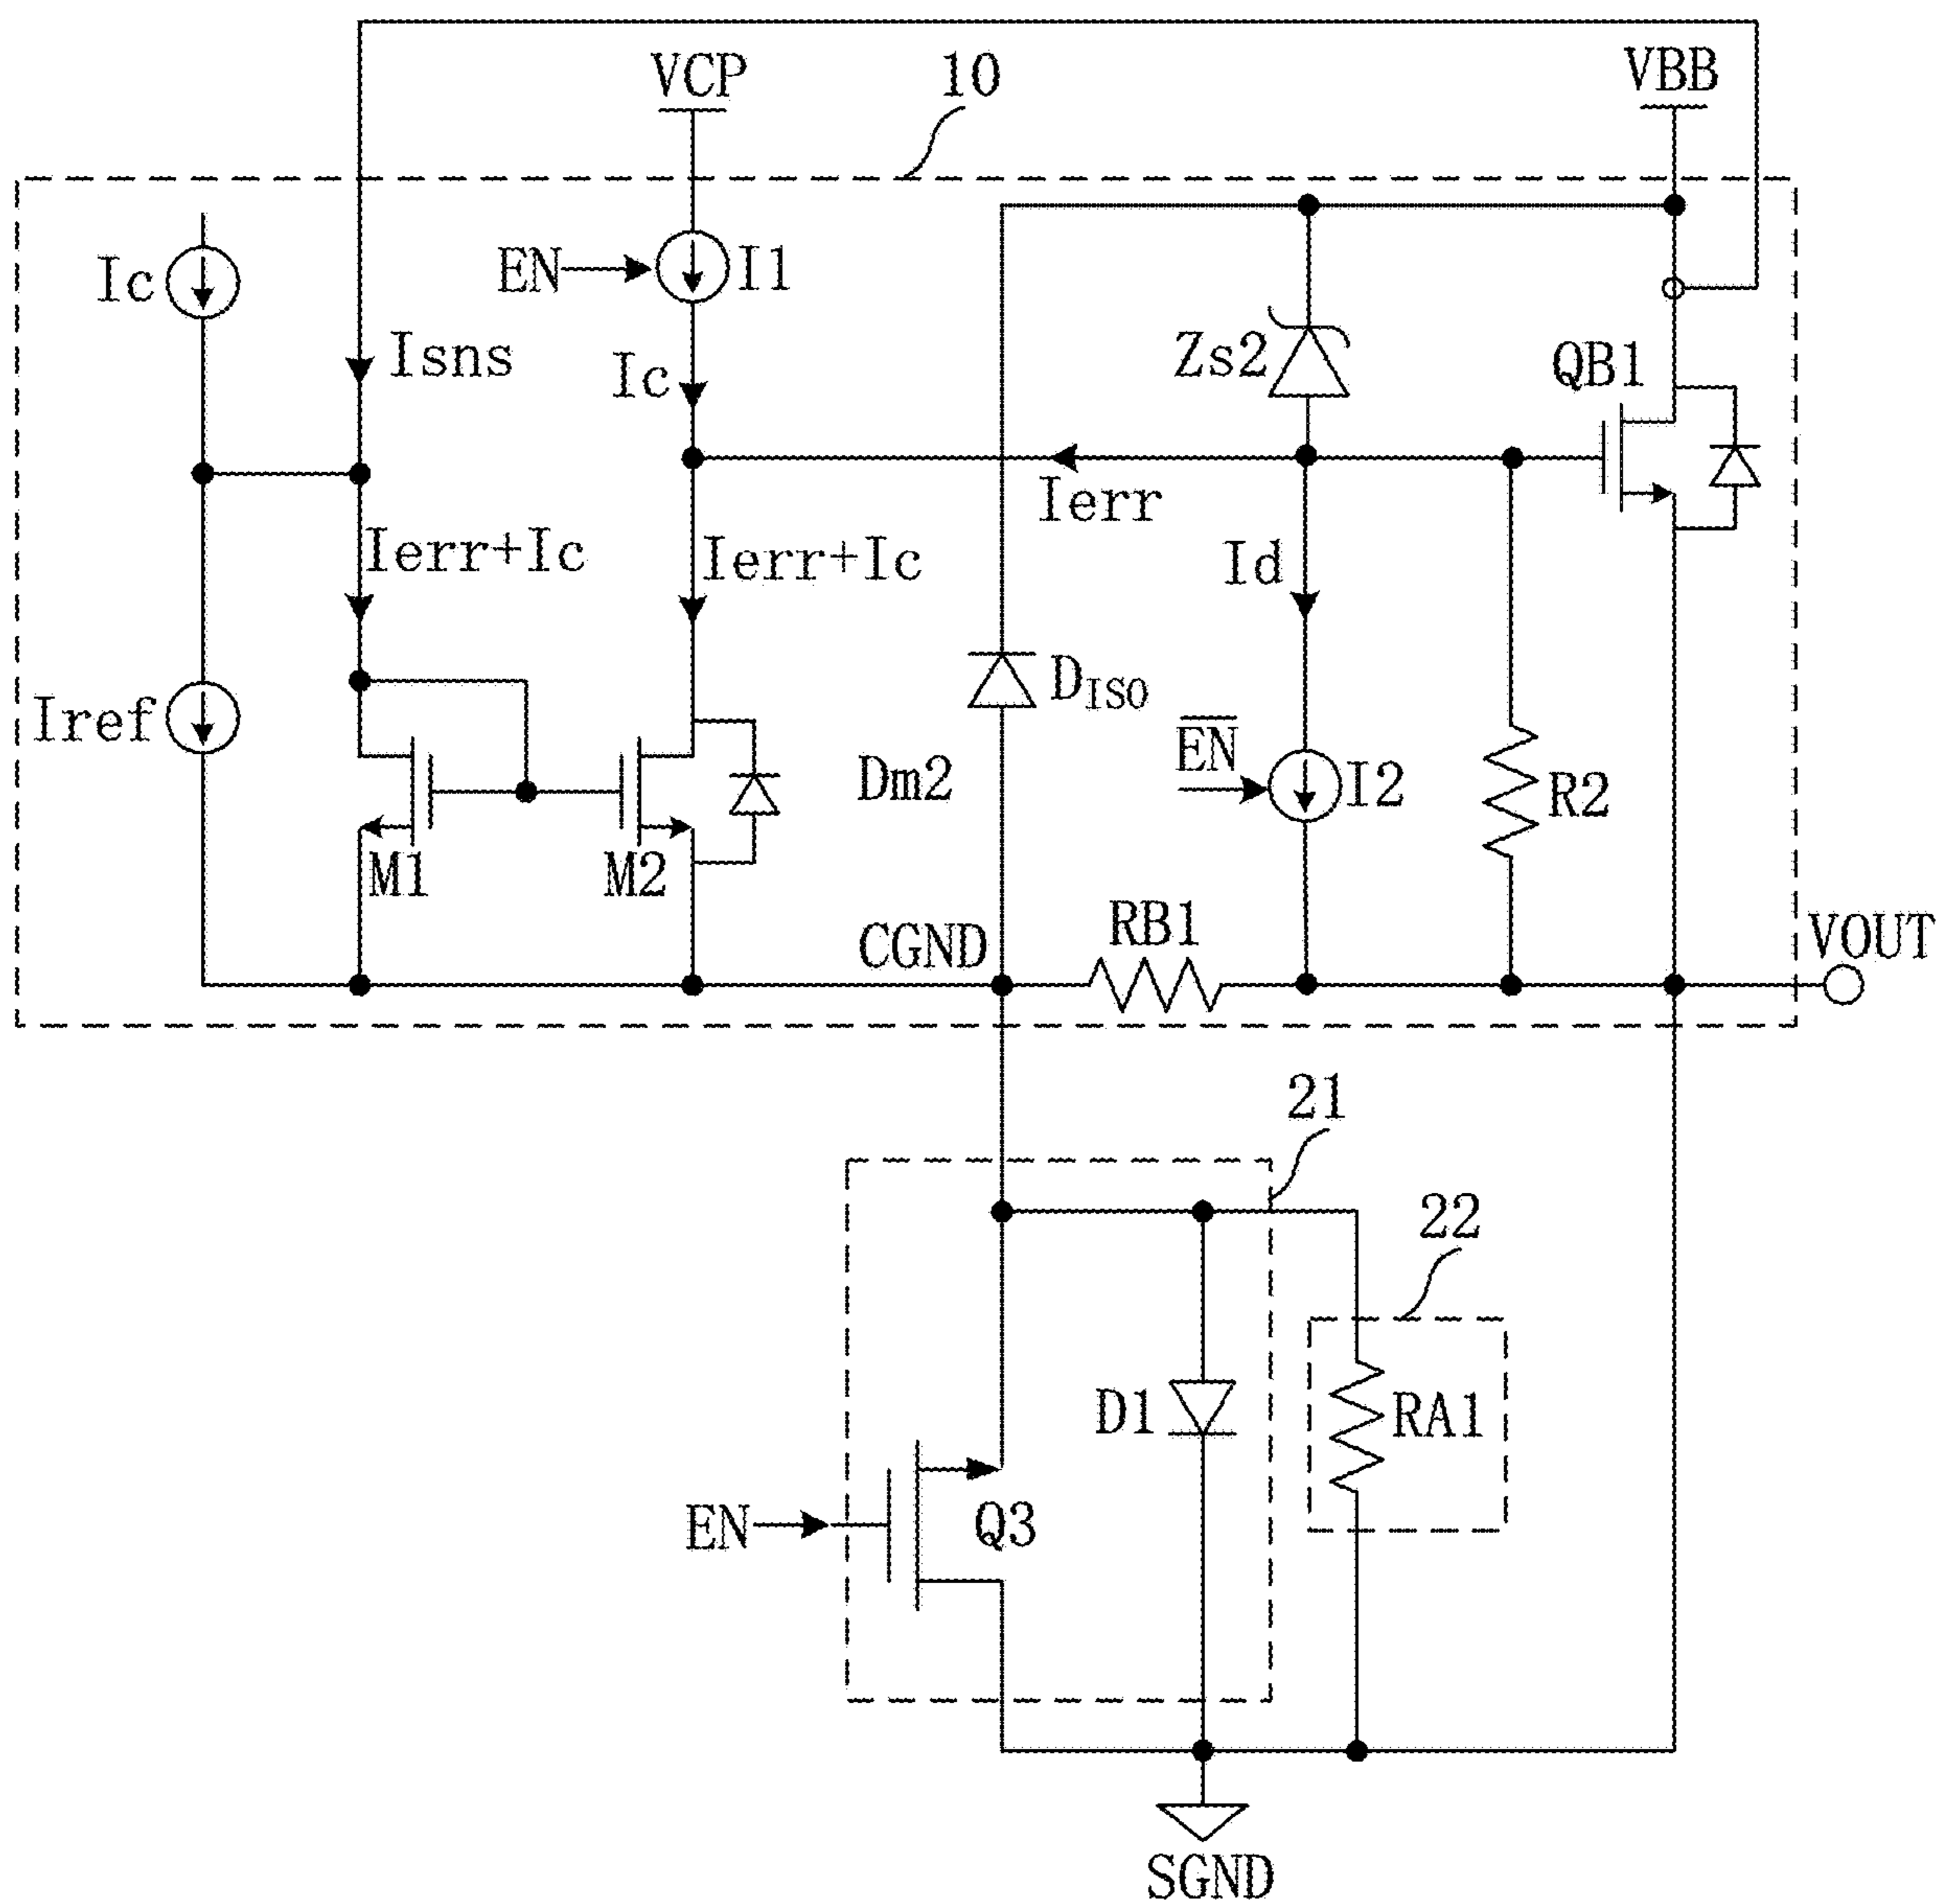 VCP
10
VBB
Ic
EN
I1
Isns
Ic
Zs2
QB1
Ierr
Ierr+Ic
Ierr+Ic
Id
Iref
DISO
EN
I2
Dm2
R2
M1
M2
CGND
RB1
VOUT
21
22
D1
RA1
EN
Q3
SGND